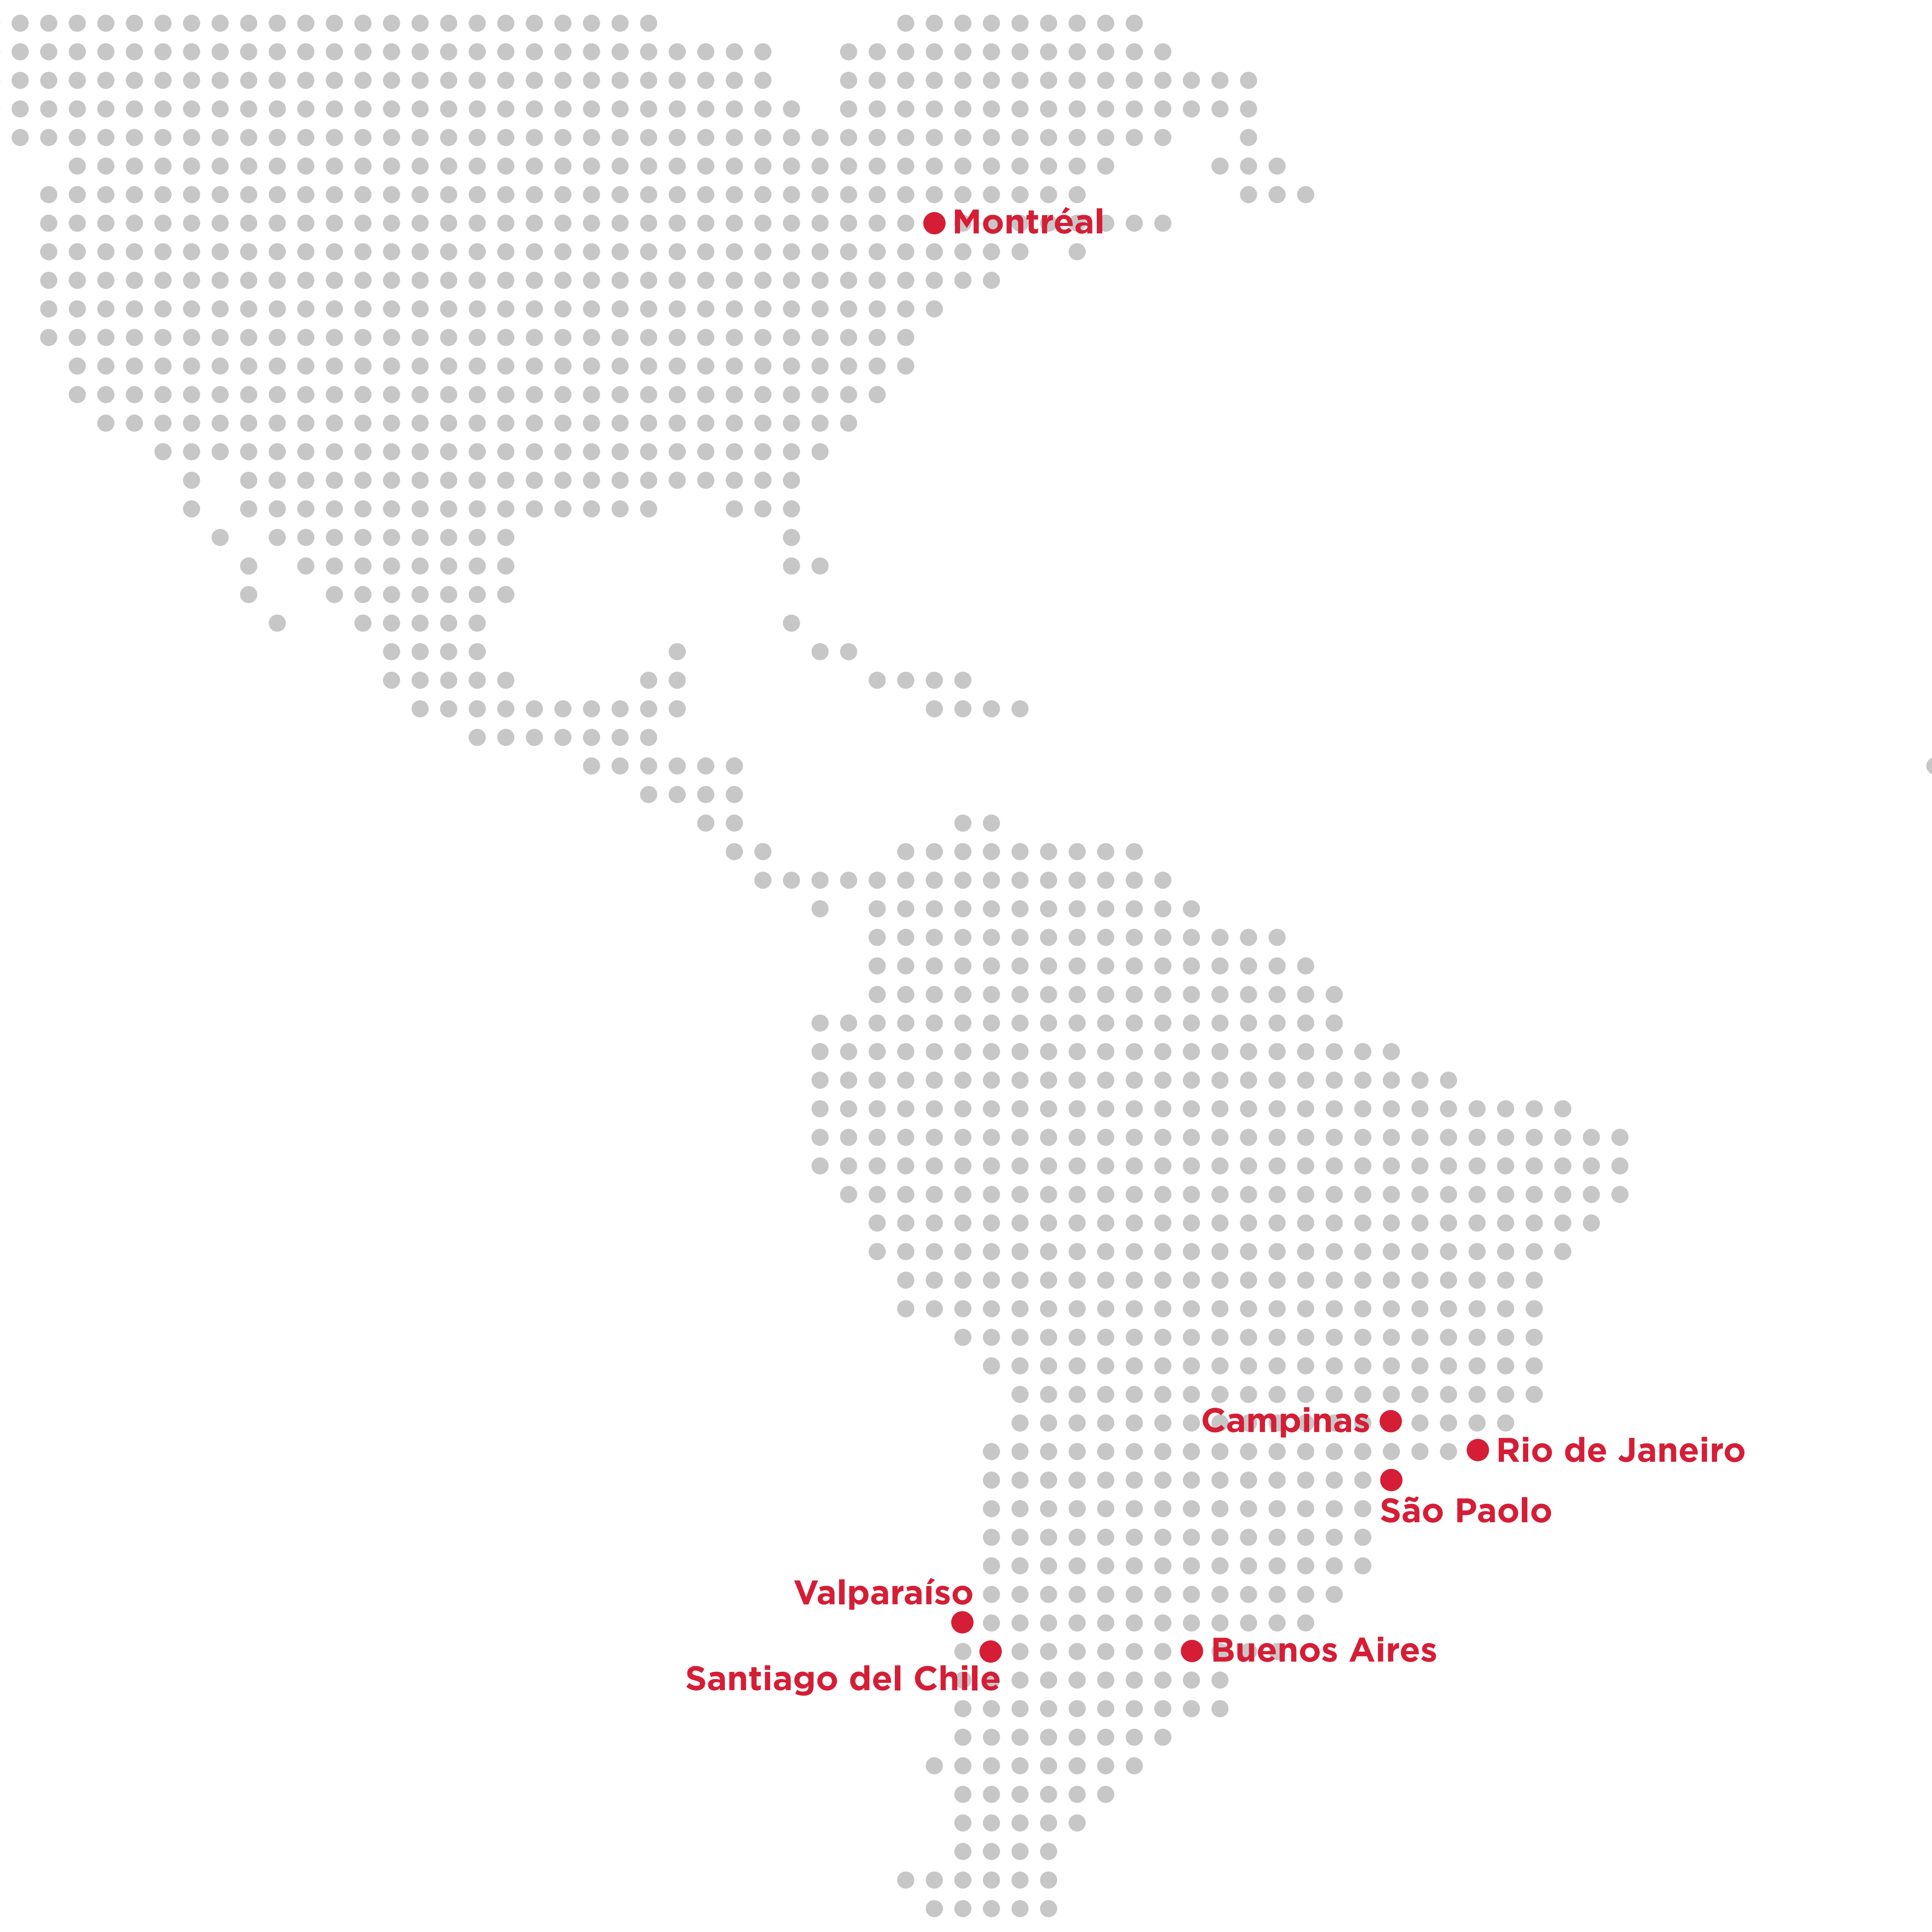 Montréal
Campinas
Rio de Janeiro
São Paolo
Valparaíso
Buenos Aires
Santiago del Chile